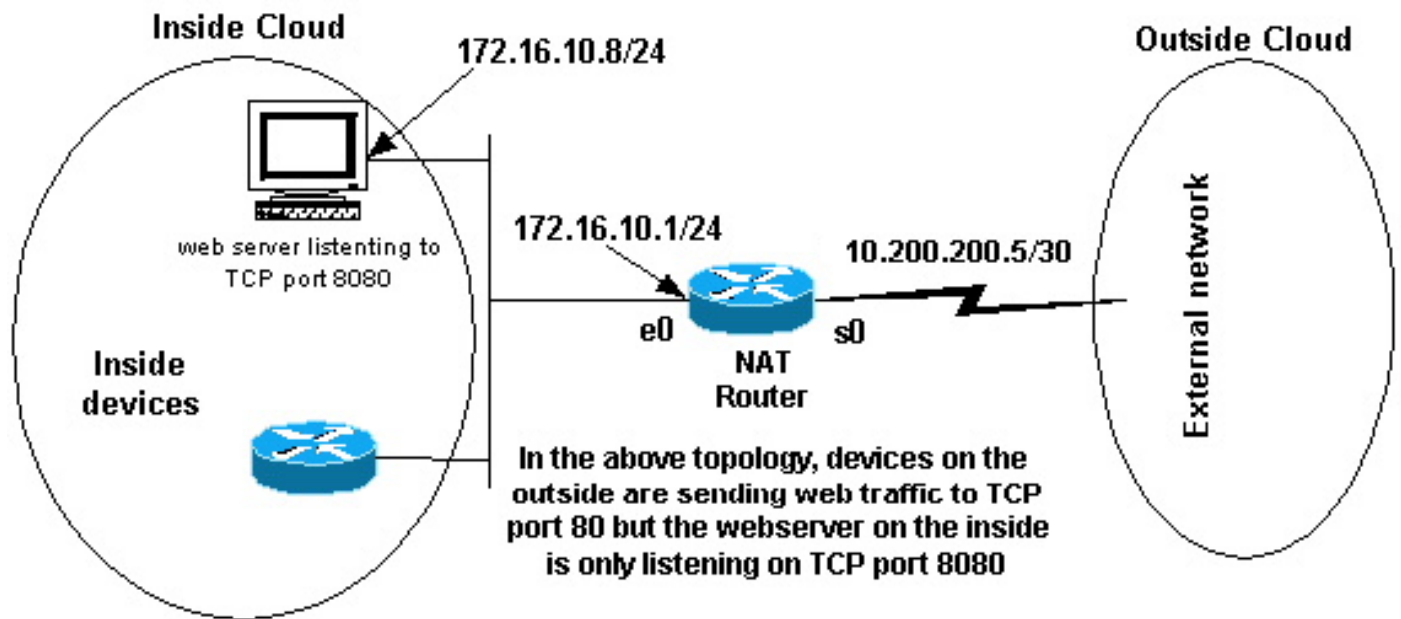 Inside Cloud
172.16.10.8/24
Outside Cloud
web server listenting to
TCP port 8080
172.16.10.1/24
10.200.200.5/30
e0
s0
NAT
Router
External network
Inside
devices
In the above topology, devices on the
outside are sending web traffic to TCP
port 80 but the webserver on the inside
is only listening on TCP port 8080